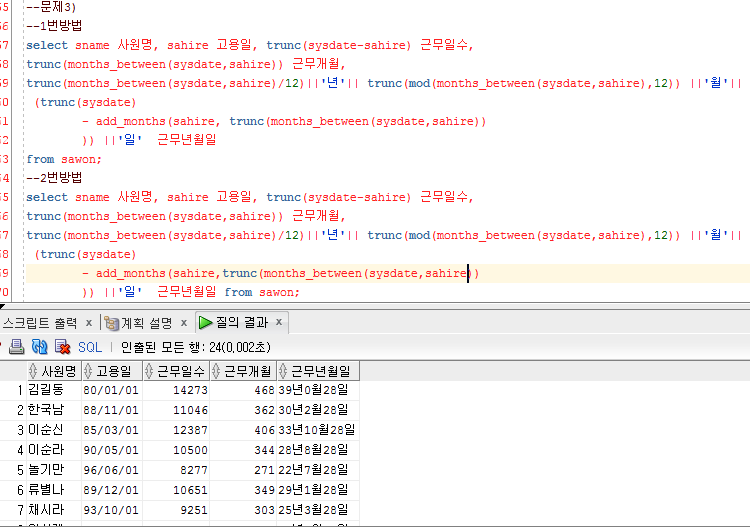 55 --문제3)
56 --1번방법
57 select sname 사원명, sahire 고용일, trunc(sysdate-sahire) 근무일수,
58 trunc(months_between(sysdate,sahire)) 근무개월,
59 trunc(months_between(sysdate,sahire)/12)||'년'|| trunc(mod(months_between(sysdate,sahire),12)) ||'월'||
60 (trunc(sysdate)
61 - add_months(sahire, trunc(months_between(sysdate,sahire))
62 )) ||'일' 근무년월일
63 from sawon;
64 --2번방법
65 select sname 사원명, sahire 고용일, trunc(sysdate-sahire) 근무일수,
66 trunc(months_between(sysdate,sahire)) 근무개월,
67 trunc(months_between(sysdate,sahire)/12)||'년'|| trunc(mod(months_between(sysdate,sahire),12)) ||'월'||
68 (trunc(sysdate)
69 - add_months(sahire,trunc(months_between(sysdate,sahire))
70 )) ||'일' 근무년월일 from sawon;
스크립트 출력 x 계획 설명 x 질의 결과 x
SQL | 인출된 모든 행: 24(0,002초)
사원명 고용일 근무일수 근무개월 근무년월일
1 김길동 80/01/01 14273 468 39년0월28일
2 한국남 88/11/01 11046 362 30년2월28일
3 이순신 85/03/01 12387 406 33년10월28일
4 이순라 90/05/01 10500 344 28년8월28일
5 놀기만 96/06/01 8277 271 22년7월28일
6 류별나 89/12/01 10651 349 29년1월28일
7 채시라 93/10/01 9251 303 25년3월28일